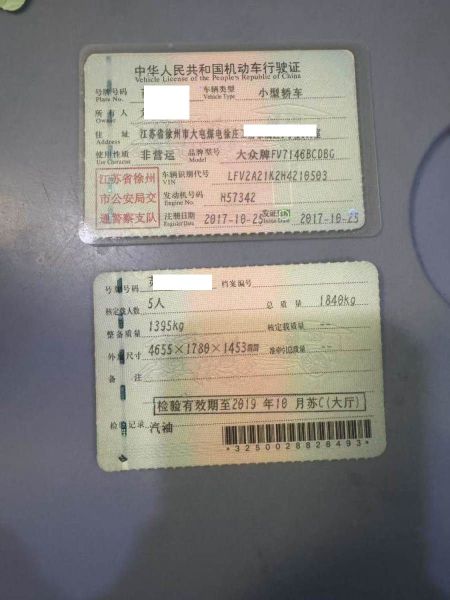 中华人民共和国机动车行驶证
Vehicle License of the People's Republic of China
号牌号码 车辆类型 小型轿车
Plate No. Vehicle Type
所有人
Owner
住址 江苏省徐州市大屯煤电徐庄
Address
使用性质 非营运 品牌型号 大众牌FV7146BCDBG
Use Character Model
江苏省徐州 车辆识别代号 LFV2A21K2H4210503
VIN
市公安局交 发动机号码 H57342
Engine No.
通警察支队 注册日期 2017-10-25 发证日期 2017-10-25
Register Date
号牌号码 苏 档案编号
核定载人数 5人 总质量 1840kg
整备质量 1395kg 核定载质量 --
外廓尺寸 4655×1780×1453mm 准牵引总质量 --
备注
检验有效期至2019年10月苏C(大厅)
检验记录 汽油
*3250028828493*